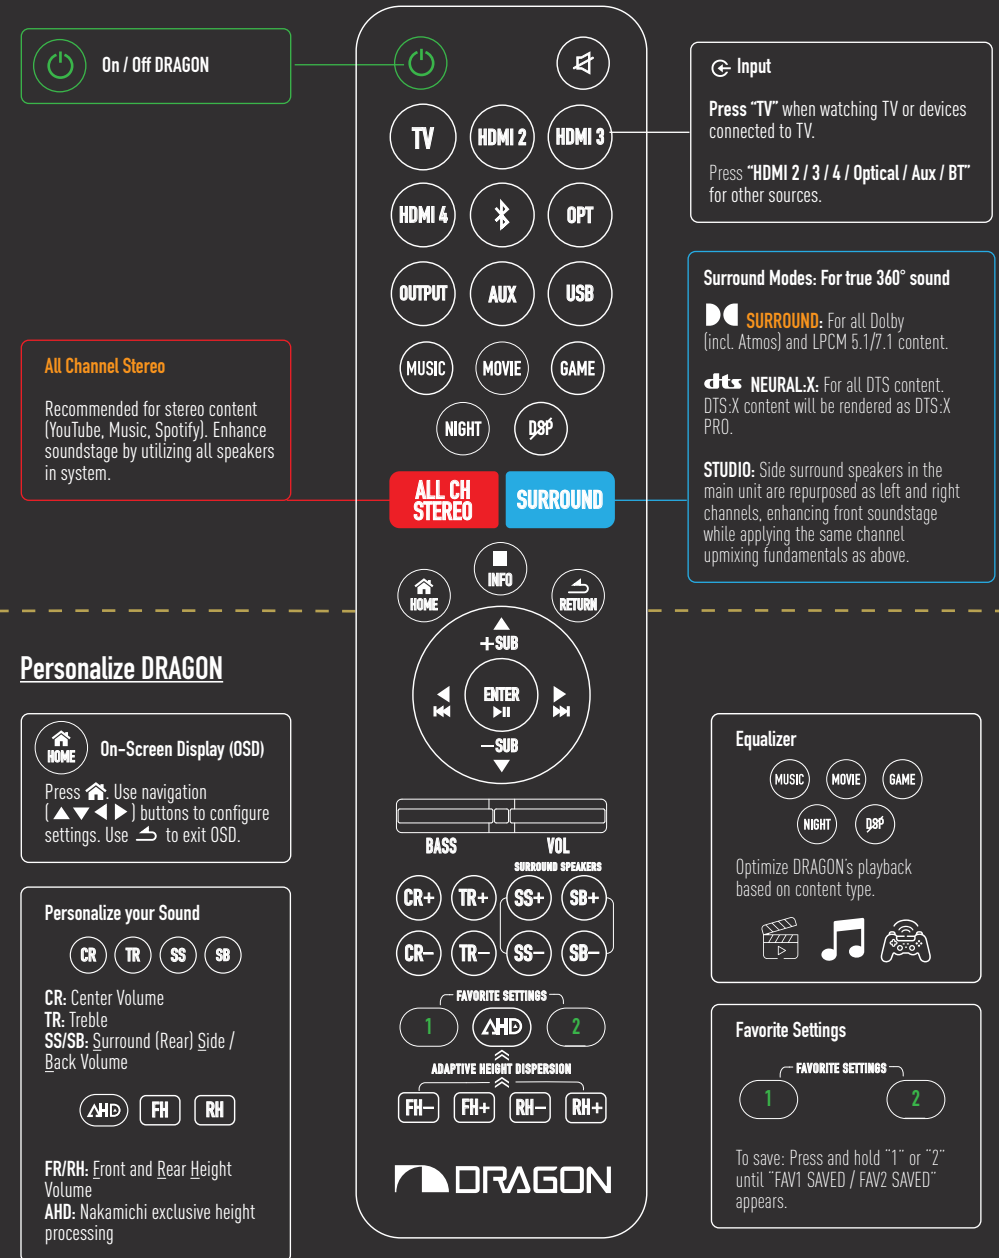 On / Off DRAGON
Input
Press "TV" when watching TV or devices
connected to TV.
Press "HDMI 2 / 3 / 4 / Optical / Aux / BT"
for other sources.
Surround Modes: For true 360° sound
SURROUND: For all Dolby
(incl. Atmos) and LPCM 5.1/7.1 content.
dts NEURAL:X: For all DTS content.
DTS:X content will be rendered as DTS:X
PRO.
STUDIO: Side surround speakers in the
main unit are repurposed as left and right
channels, enhancing front soundstage
while applying the same channel
upmixing fundamentals as above.
All Channel Stereo
Recommended for stereo content
(YouTube, Music, Spotify). Enhance
soundstage by utilizing all speakers
in system.
TV HDMI 2 HDMI 3
HDMI 4 OPT
OUTPUT AUX USB
MUSIC MOVIE GAME
NIGHT DSP
ALL CH
STEREO
SURROUND
INFO
HOME RETURN
+SUB
ENTER
−SUB
BASS VOL
SURROUND SPEAKERS
CR+ TR+ SS+ SB+
CR− TR− SS− SB−
FAVORITE SETTINGS
1 AHD 2
ADAPTIVE HEIGHT DISPERSION
FH− FH+ RH− RH+
DRAGON
Personalize DRAGON
HOME On-Screen Display (OSD)
Press . Use navigation
(▲▼◀▶) buttons to configure
settings. Use to exit OSD.
Personalize your Sound
CR TR SS SB
CR: Center Volume
TR: Treble
SS/SB: Surround (Rear) Side /
Back Volume
AHD FH RH
FR/RH: Front and Rear Height
Volume
AHD: Nakamichi exclusive height
processing
Equalizer
MUSIC MOVIE GAME
NIGHT DSP
Optimize DRAGON's playback
based on content type.
Favorite Settings
FAVORITE SETTINGS
1 2
To save: Press and hold "1" or "2"
until "FAV1 SAVED / FAV2 SAVED"
appears.